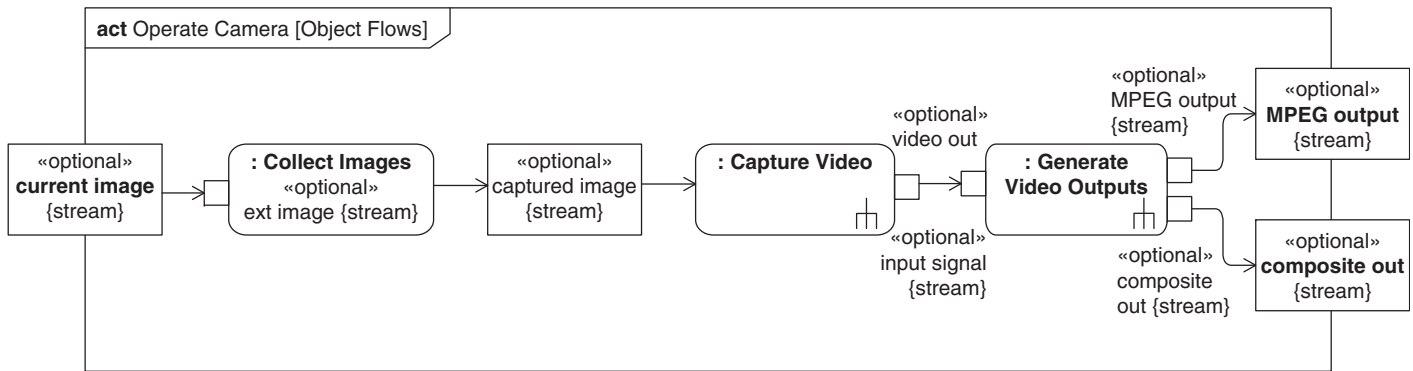 act Operate Camera [Object Flows]
«optional»
current image
{stream}
: Collect Images
«optional»
ext image {stream}
«optional»
captured image
{stream}
: Capture Video
«optional»
video out
«optional»
input signal
{stream}
: Generate
Video Outputs
«optional»
MPEG output
{stream}
«optional»
composite
out {stream}
«optional»
MPEG output
{stream}
«optional»
composite out
{stream}